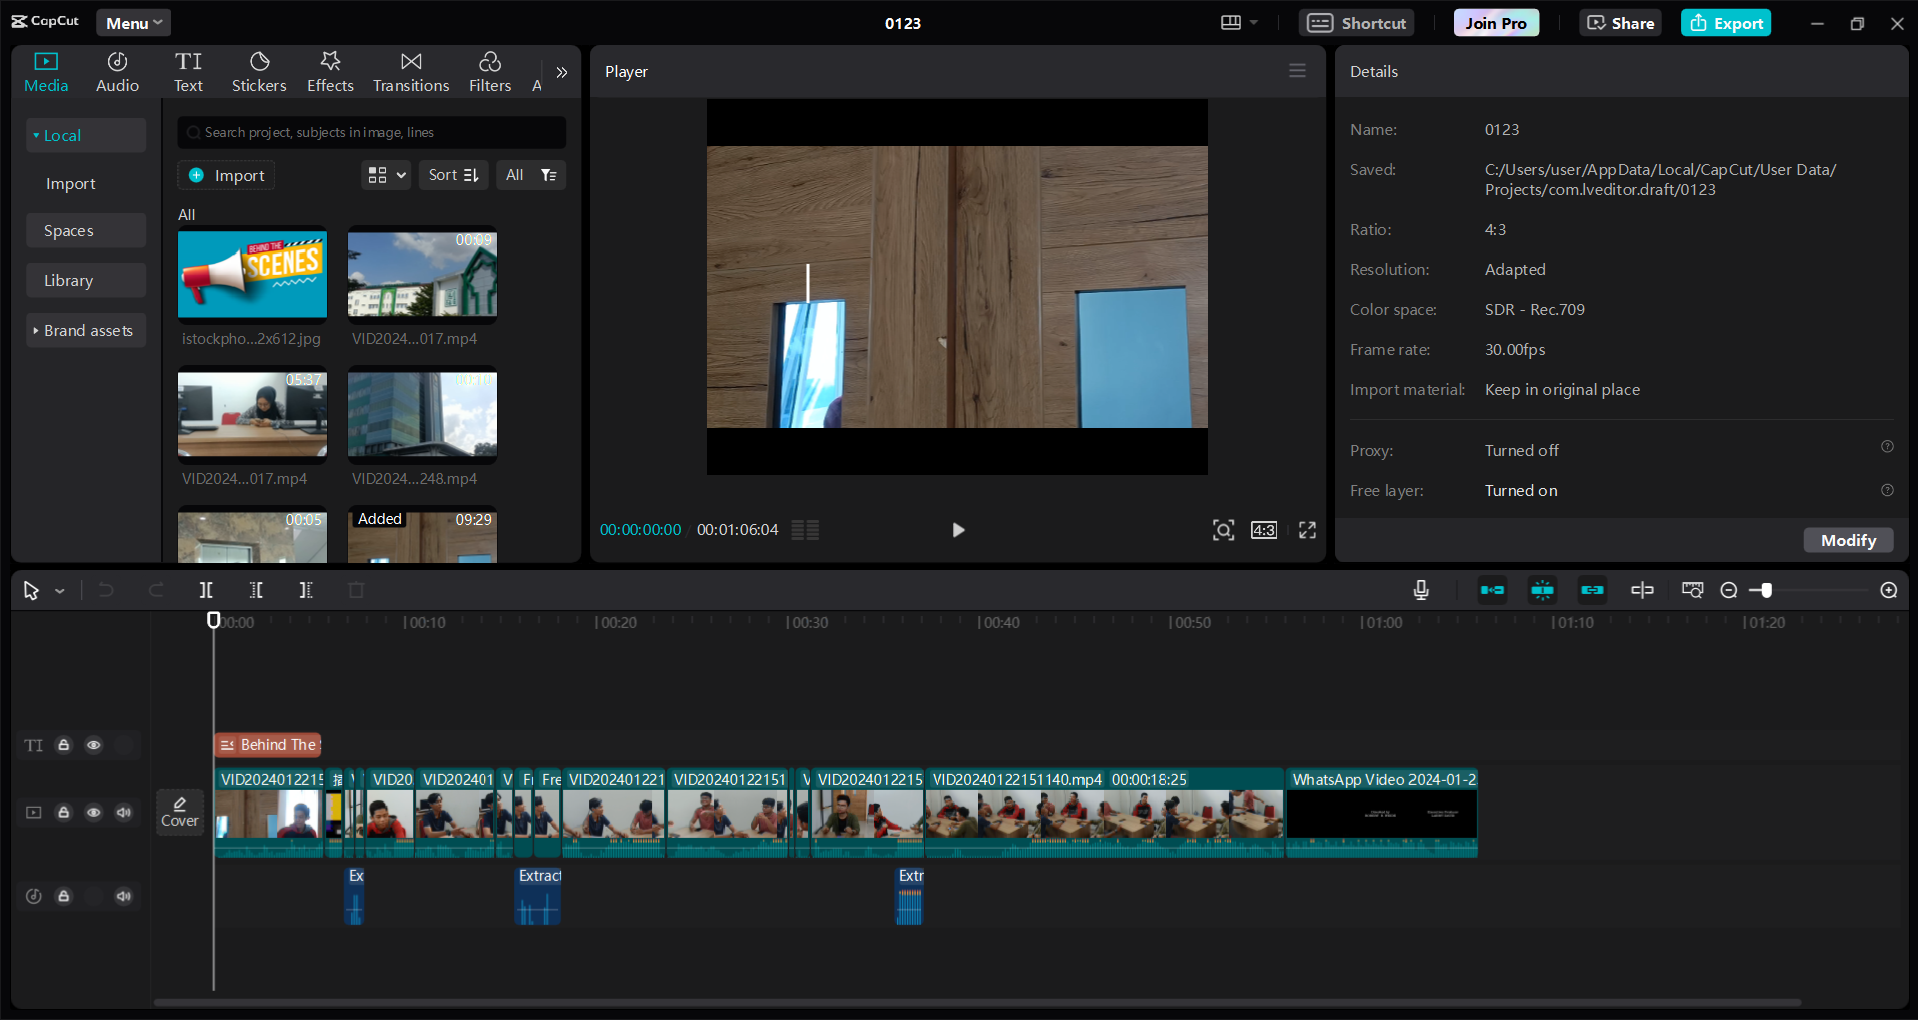 CapCut
Menu
0123
Shortcut
Join Pro
Share
Export
Media
Audio
Text
Stickers
Effects
Transitions
Filters
A
Player
Details
Local
Import
Spaces
Library
Brand assets
Search project, subjects in image, lines
Import
Sort
All
All
BEHIND THE
SCENES
00:09
istockpho...2x612.jpg
VID2024...017.mp4
05:37
00:10
VID2024...017.mp4
VID2024...248.mp4
00:05
Added
09:29
00:00:00:00
00:01:06:04
4:3
Name:
0123
Saved:
C:/Users/user/AppData/Local/CapCut/User Data/
Projects/com.lveditor.draft/0123
Ratio:
4:3
Resolution:
Adapted
Color space:
SDR - Rec.709
Frame rate:
30.00fps
Import material:
Keep in original place
Proxy:
Turned off
Free layer:
Turned on
Modify
00:00
00:10
00:20
00:30
00:40
00:50
01:00
01:10
01:20
TI
Behind The
Cover
VID2024012215
VID20
VID202401
V
Fr
Fre
VID202401221
VID20240122151
V
VID2024012215
VID20240122151140.mp4 00:00:18:25
WhatsApp Video 2024-01-2
Ex
Extract
Extr